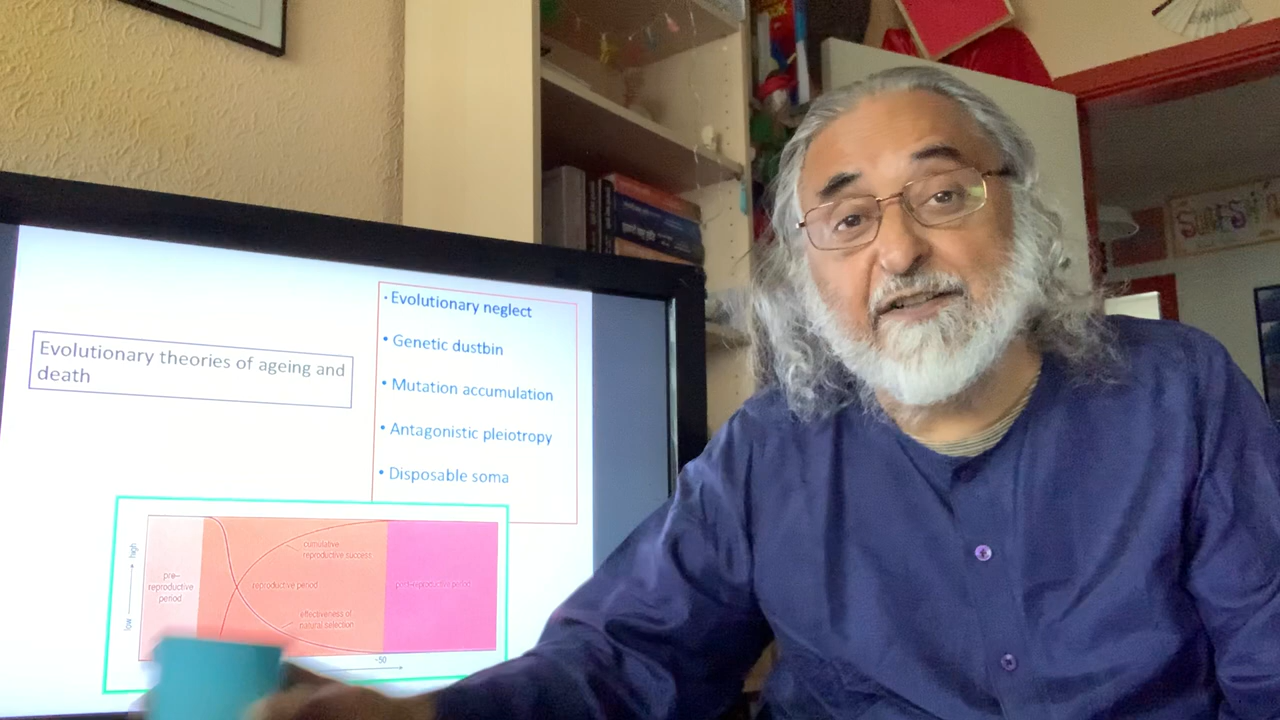 Evolutionary theories of ageing and
death
• Evolutionary neglect
• Genetic dustbin
• Mutation accumulation
• Antagonistic pleiotropy
• Disposable soma
high
low
pre–
reproductive
period
cumulative
reproductive success
reproductive period
effectiveness of
natural selection
post–reproductive period
~50